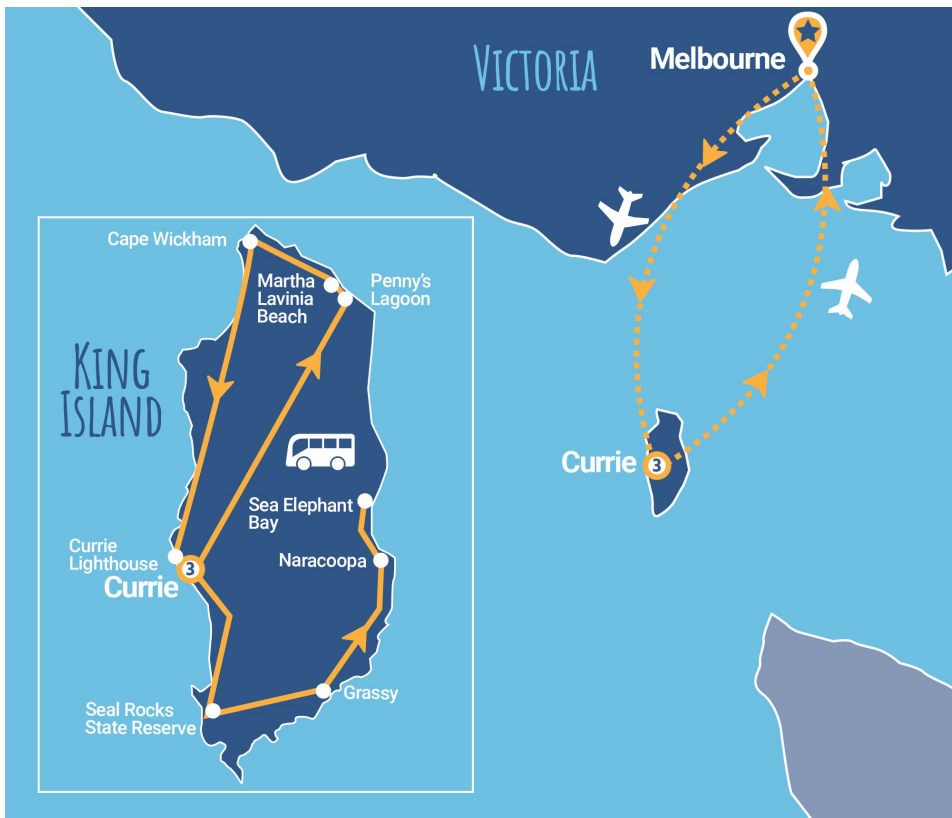 VICTORIA
Melbourne
Cape Wickham
Martha
Lavinia
Beach
Penny's
Lagoon
KING
ISLAND
Currie
3
Sea Elephant
Bay
Currie
Lighthouse
Currie
3
Naracoopa
Grassy
Seal Rocks
State Reserve